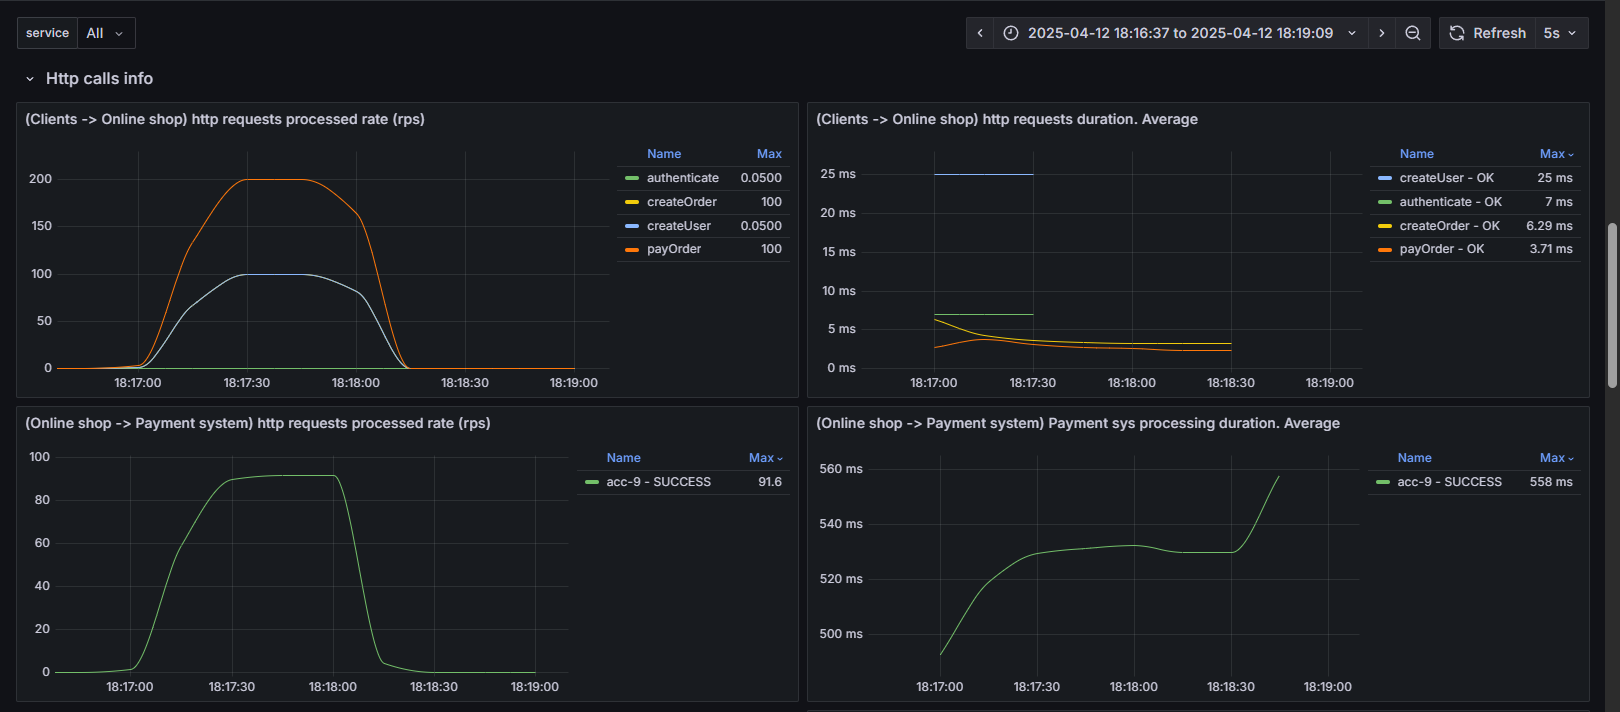 service All
2025-04-12 18:16:37 to 2025-04-12 18:19:09
Refresh 5s
Http calls info
(Clients -> Online shop) http requests processed rate (rps)
200
150
100
50
0
18:17:00 18:17:30 18:18:00 18:18:30 18:19:00
Name Max
authenticate 0.0500
createOrder 100
createUser 0.0500
payOrder 100
(Clients -> Online shop) http requests duration. Average
25 ms
20 ms
15 ms
10 ms
5 ms
0 ms
18:17:00 18:17:30 18:18:00 18:18:30 18:19:00
Name Max
createUser - OK 25 ms
authenticate - OK 7 ms
createOrder - OK 6.29 ms
payOrder - OK 3.71 ms
(Online shop -> Payment system) http requests processed rate (rps)
100
80
60
40
20
0
18:17:00 18:17:30 18:18:00 18:18:30 18:19:00
Name Max
acc-9 - SUCCESS 91.6
(Online shop -> Payment system) Payment sys processing duration. Average
560 ms
540 ms
520 ms
500 ms
18:17:00 18:17:30 18:18:00 18:18:30 18:19:00
Name Max
acc-9 - SUCCESS 558 ms